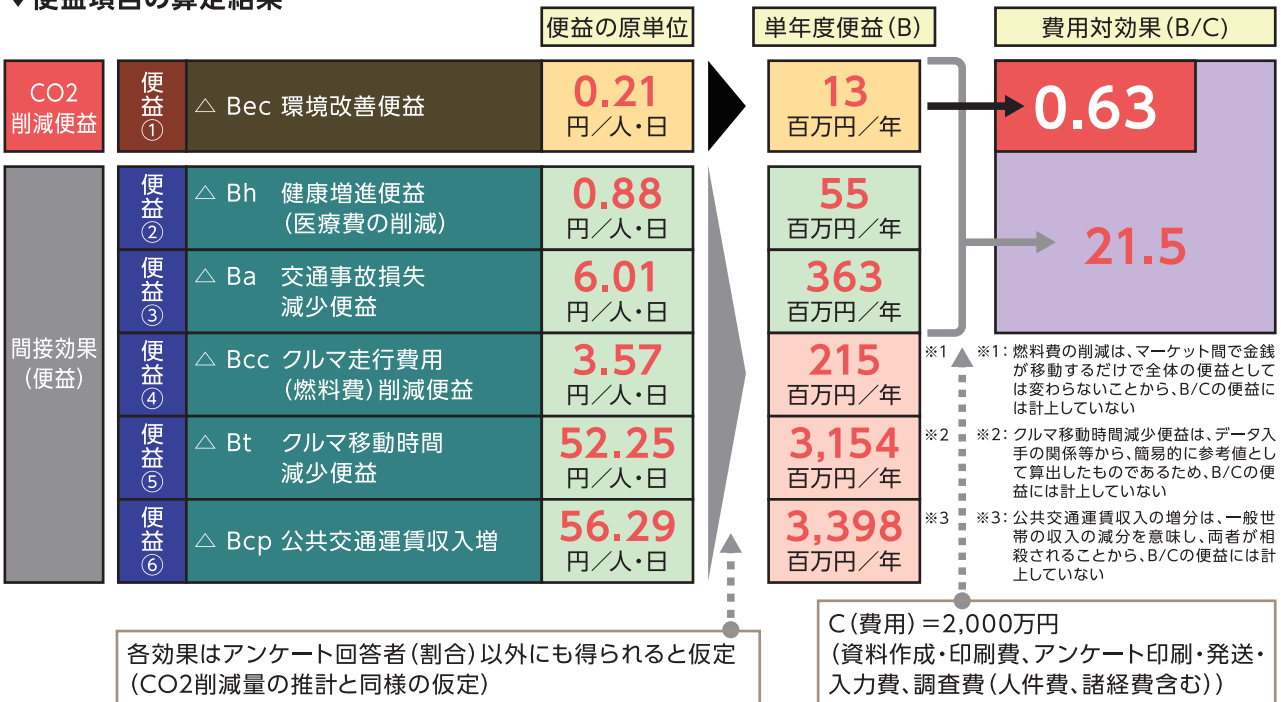 ▼便益項目の算定結果
便益の原単位
単年度便益(B)
費用対効果(B/C)
CO2
削減便益
便益①
△ Bec 環境改善便益
0.21
円/人・日
13
百万円/年
0.63
間接効果
(便益)
便益②
△ Bh 健康増進便益
(医療費の削減)
0.88
円/人・日
55
百万円/年
21.5
便益③
△ Ba 交通事故損失
減少便益
6.01
円/人・日
363
百万円/年
便益④
△ Bcc クルマ走行費用
(燃料費)削減便益
3.57
円/人・日
215
百万円/年
※1
便益⑤
△ Bt クルマ移動時間
減少便益
52.25
円/人・日
3,154
百万円/年
※2
便益⑥
△ Bcp 公共交通運賃収入増
56.29
円/人・日
3,398
百万円/年
※3
※1: 燃料費の削減は、マーケット間で金銭
が移動するだけで全体の便益として
は変わらないことから、B/Cの便益に
は計上していない
※2: クルマ移動時間減少便益は、データ入
手の関係等から、簡易的に参考値とし
て算出したものであるため、B/Cの便
益には計上していない
※3: 公共交通運賃収入の増分は、一般世
帯の収入の減分を意味し、両者が相
殺されることから、B/Cの便益には計
上していない
各効果はアンケート回答者(割合)以外にも得られると仮定
(CO2削減量の推計と同様の仮定)
C(費用)=2,000万円
(資料作成・印刷費、アンケート印刷・発送・
入力費、調査費(人件費、諸経費含む))